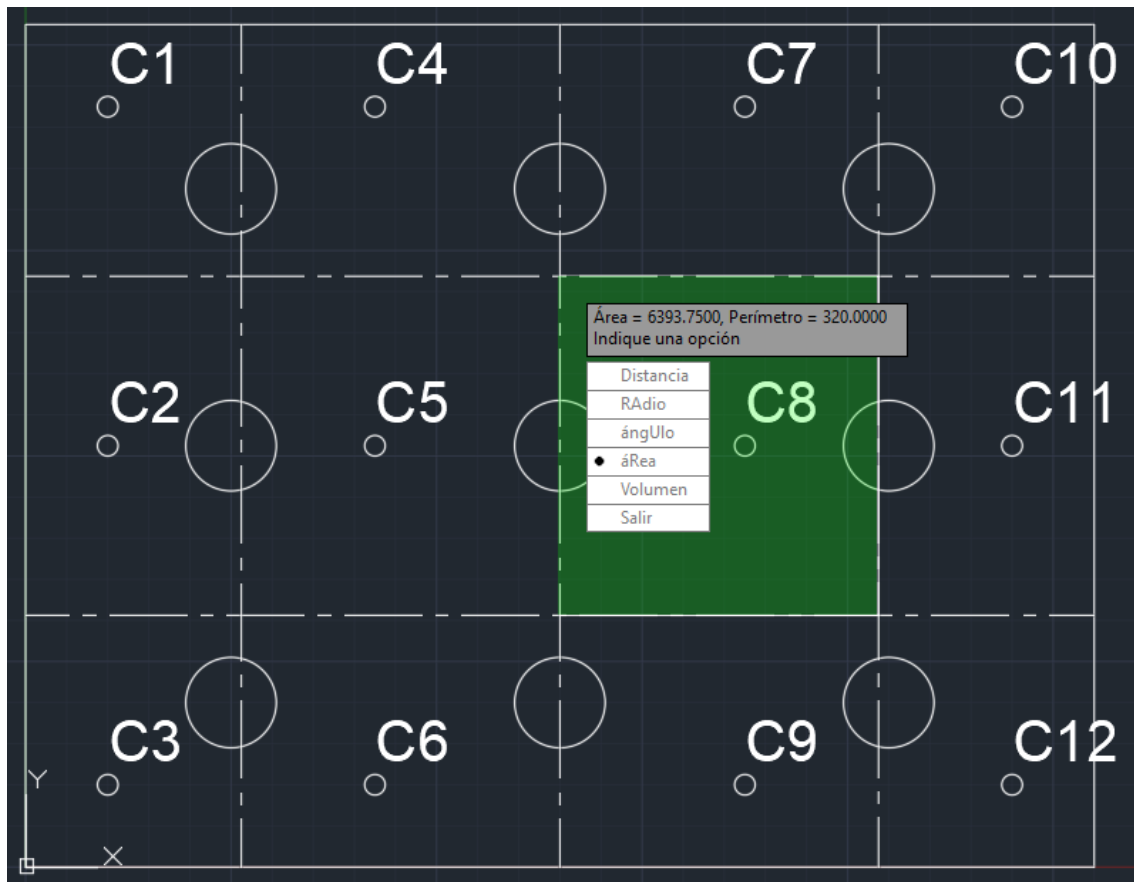 C1 C4 C7 C10
Área = 6393.7500, Perímetro = 320.0000
Indique una opción
Distancia
RAdio
ángUlo
áRea
Volumen
Salir
C2 C5 C8 C11
C3 C6 C9 C12
Y
X